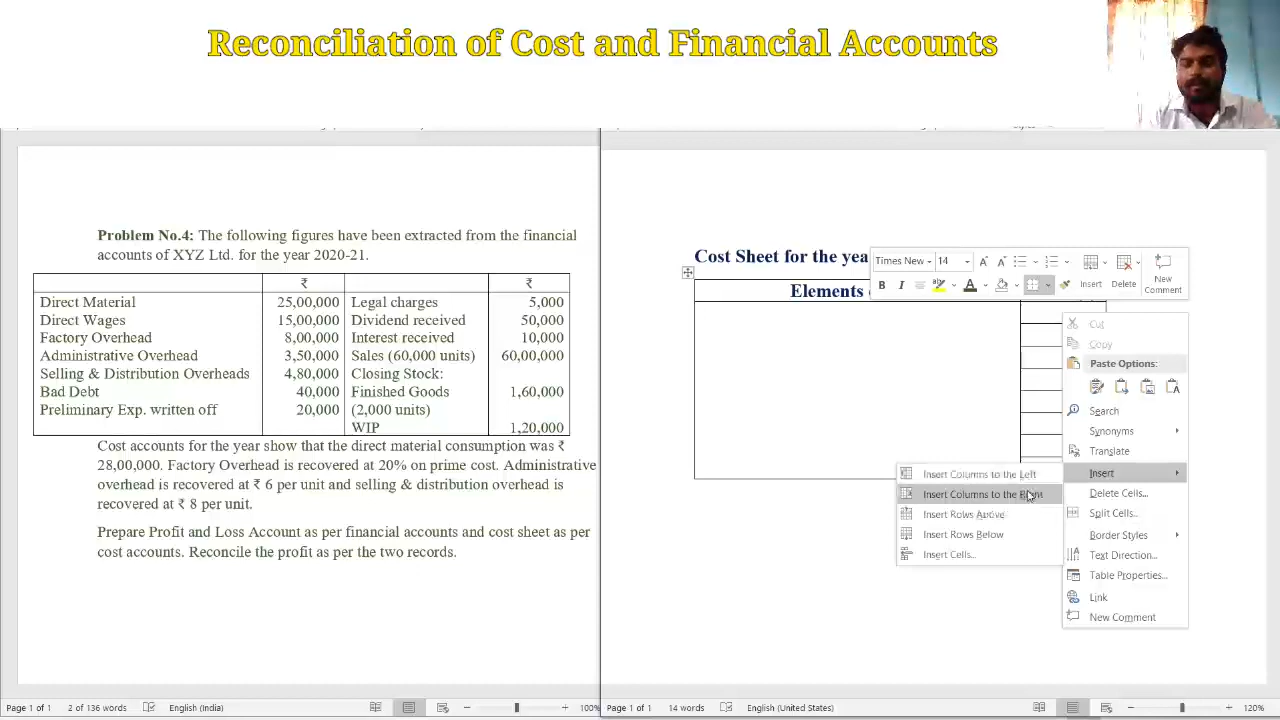 Reconciliation of Cost and Financial Accounts
Problem No.4: The following figures have been extracted from the financial
accounts of XYZ Ltd. for the year 2020-21.
₹ ₹
Direct Material 25,00,000 Legal charges 5,000
Direct Wages 15,00,000 Dividend received 50,000
Factory Overhead 8,00,000 Interest received 10,000
Administrative Overhead 3,50,000 Sales (60,000 units) 60,00,000
Selling & Distribution Overheads 4,80,000 Closing Stock:
Bad Debt 40,000 Finished Goods 1,60,000
Preliminary Exp. written off 20,000 (2,000 units)
WIP 1,20,000
Cost accounts for the year show that the direct material consumption was ₹
28,00,000. Factory Overhead is recovered at 20% on prime cost. Administrative
overhead is recovered at ₹ 6 per unit and selling & distribution overhead is
recovered at ₹ 8 per unit.
Prepare Profit and Loss Account as per financial accounts and cost sheet as per
cost accounts. Reconcile the profit as per the two records.
Page 1 of 1 2 of 136 words English (India) 100%
Cost Sheet for the yea
Elements
Times New 14
B I
Insert Delete New
Comment
Cut
Copy
Paste Options:
Search
Synonyms
Translate
Insert
Delete Cells...
Split Cells..
Border Styles
Text Direction...
Table Properties...
Link
New Comment
Insert Columns to the Left
Insert Columns to the Right
Insert Rows Above
Insert Rows Below
Insert Cells...
Page 1 of 1 14 words English (United States) 120%